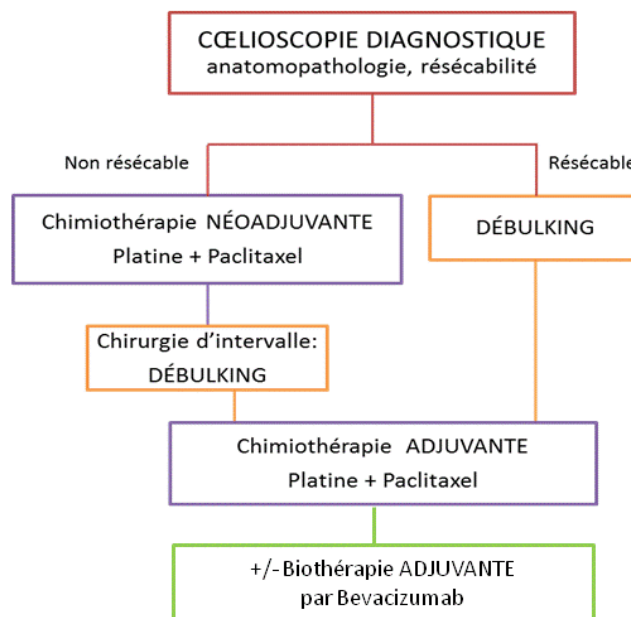 CŒLIOSCOPIE DIAGNOSTIQUE
anatomopathologie, résécabilité
Non résécable
Résécable
Chimiothérapie NÉOADJUVANTE
Platine + Paclitaxel
DÉBULKING
Chirurgie d'intervalle:
DÉBULKING
Chimiothérapie ADJUVANTE
Platine + Paclitaxel
+/-Biothérapie ADJUVANTE
par Bevacizumab